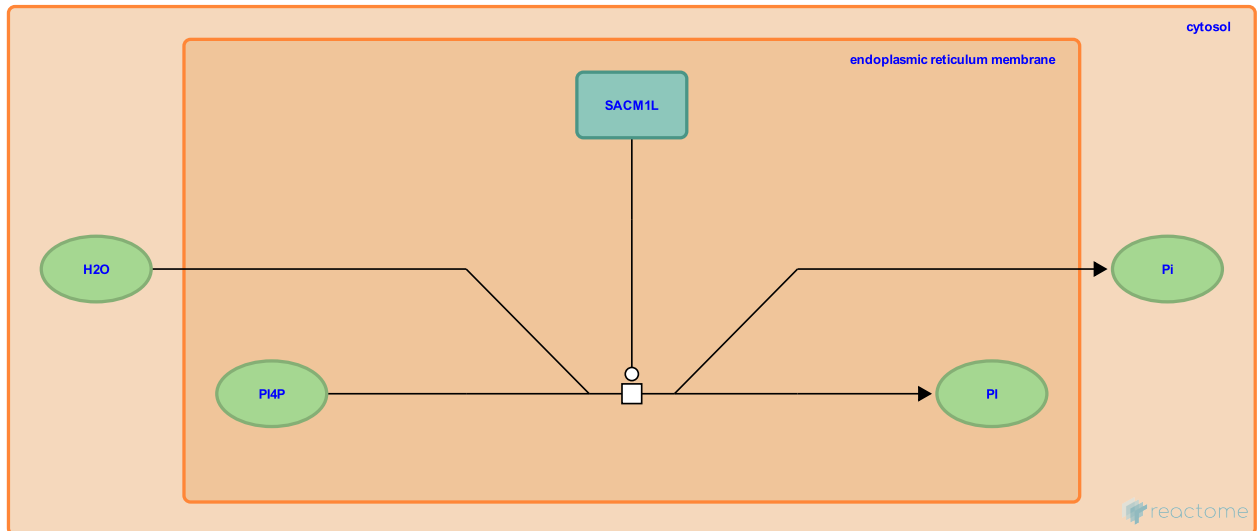 cytosol
endoplasmic reticulum membrane
SACM1L
H2O
Pi
PI4P
PI
reactome